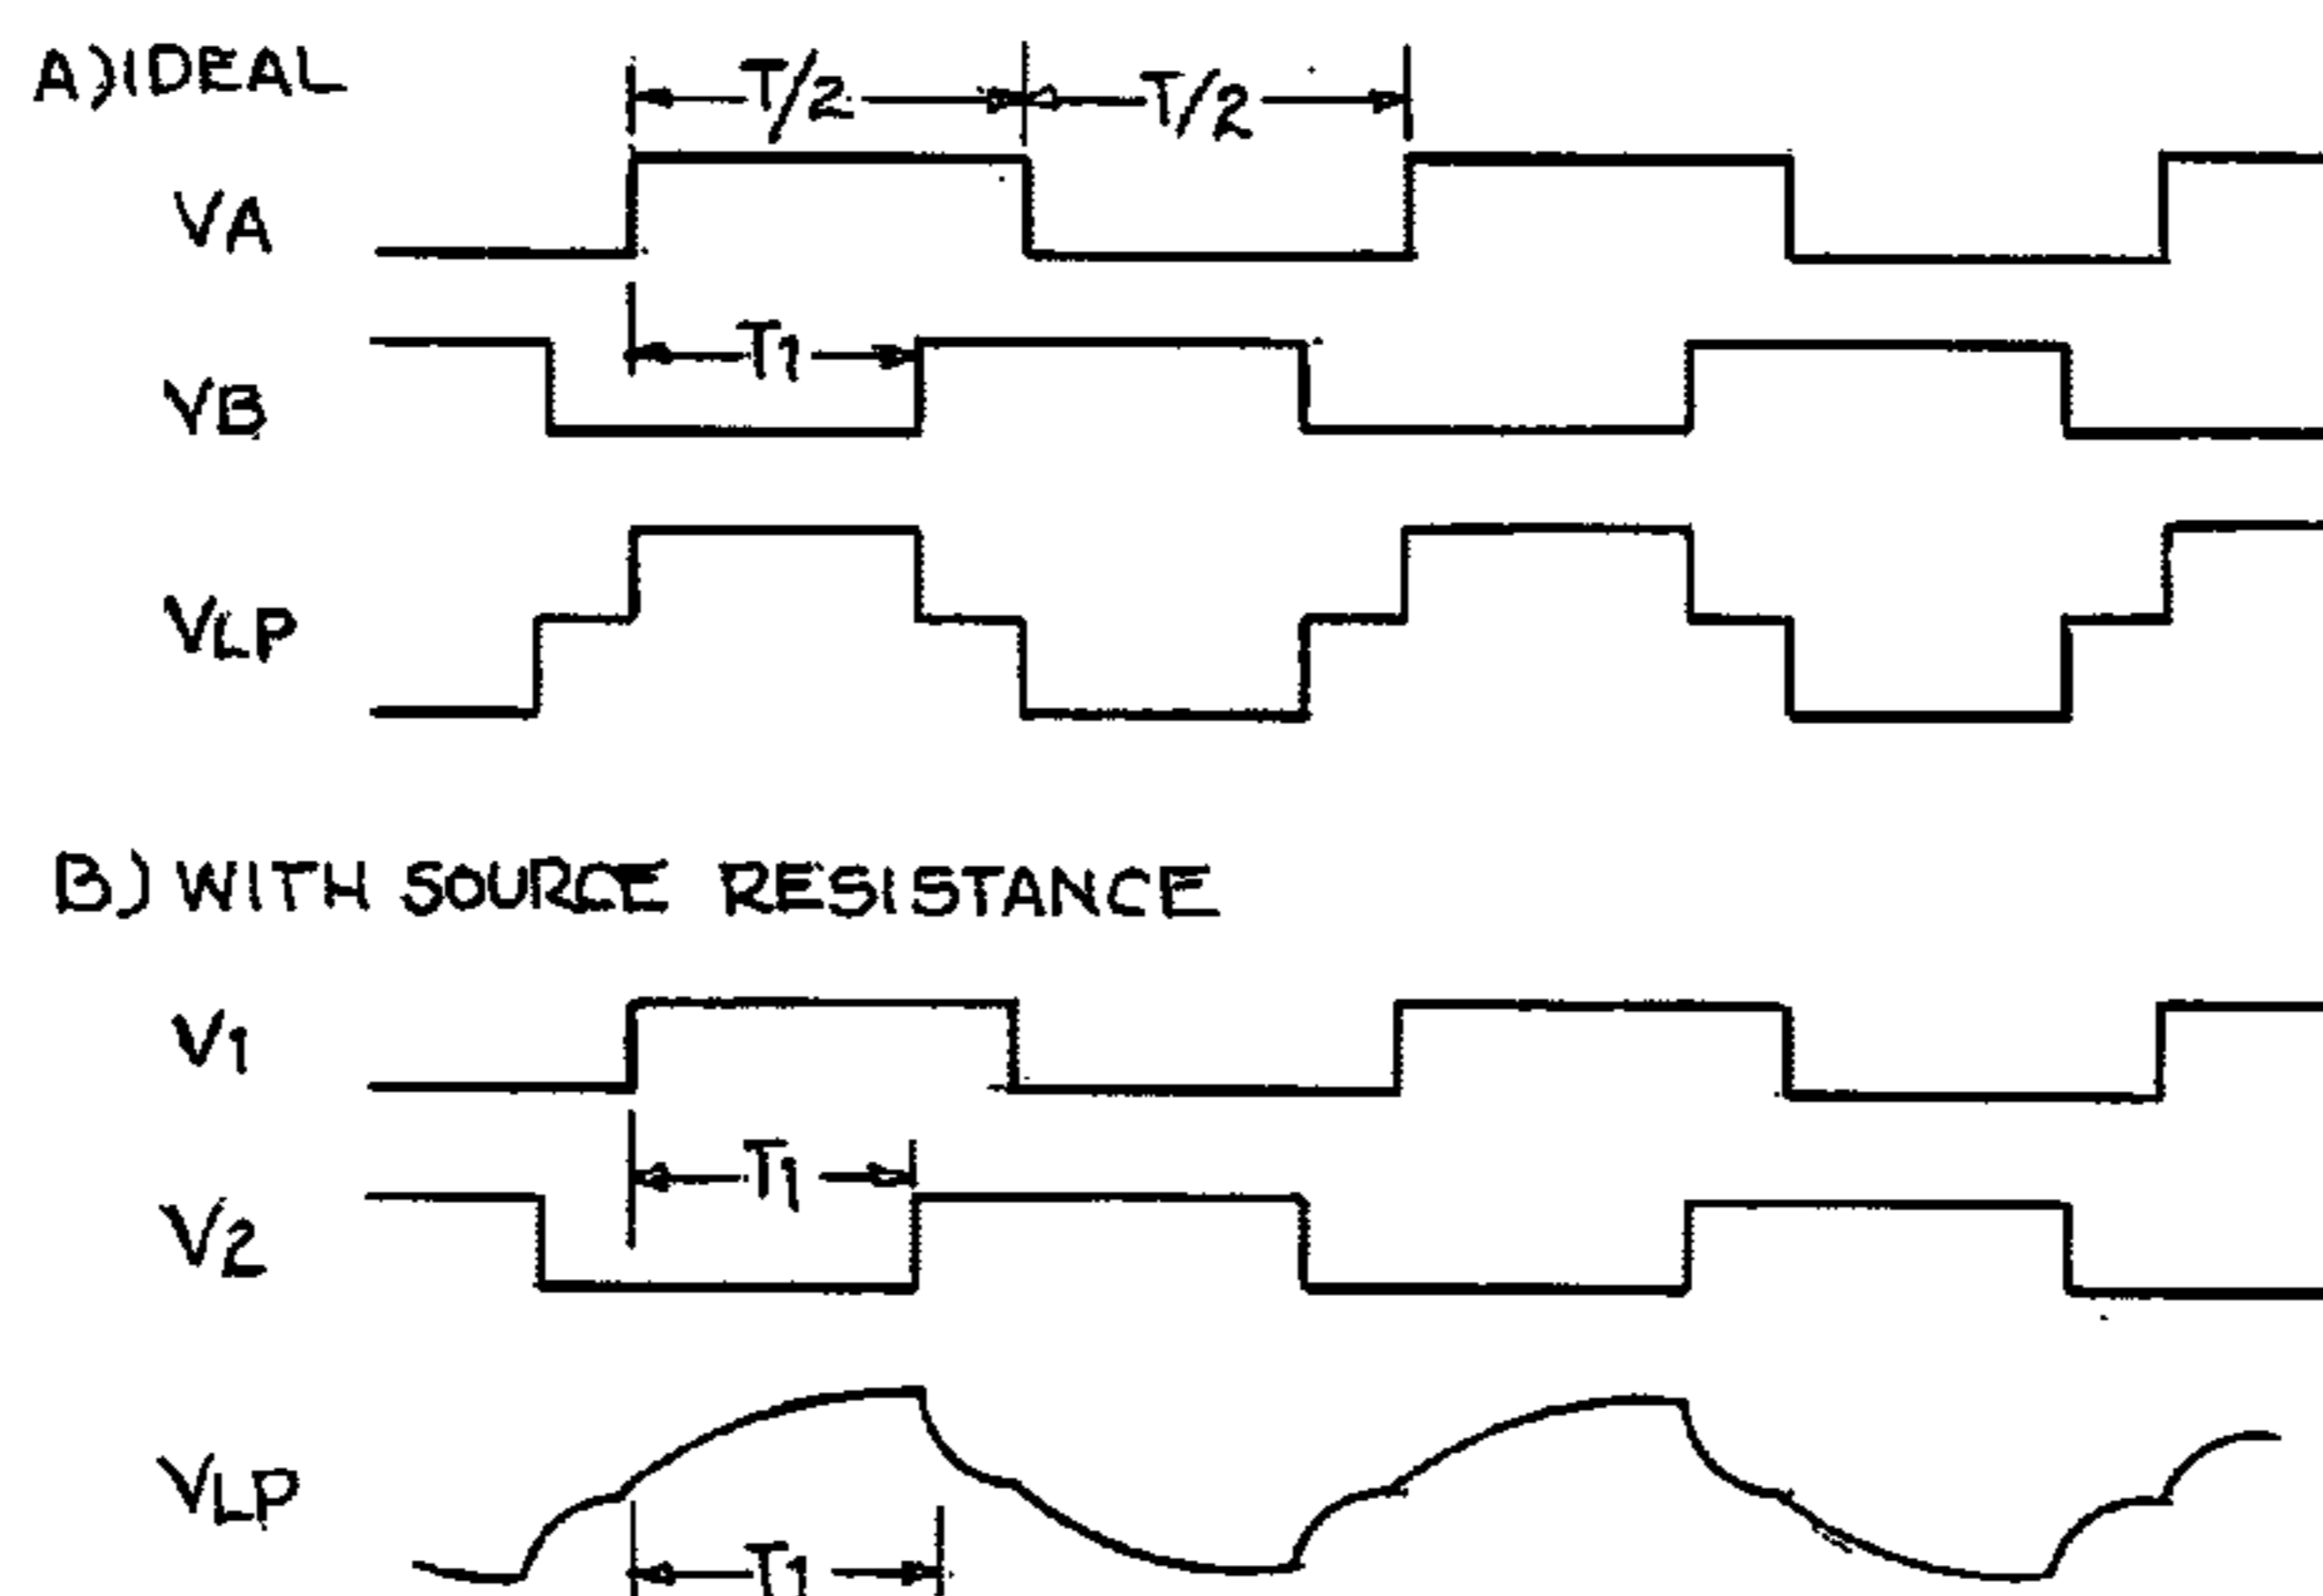 A) IDEAL
T/2 T/2
VA
T1
VB
VLP
B) WITH SOURCE RESISTANCE
V1
T1
V2
VLP
T1